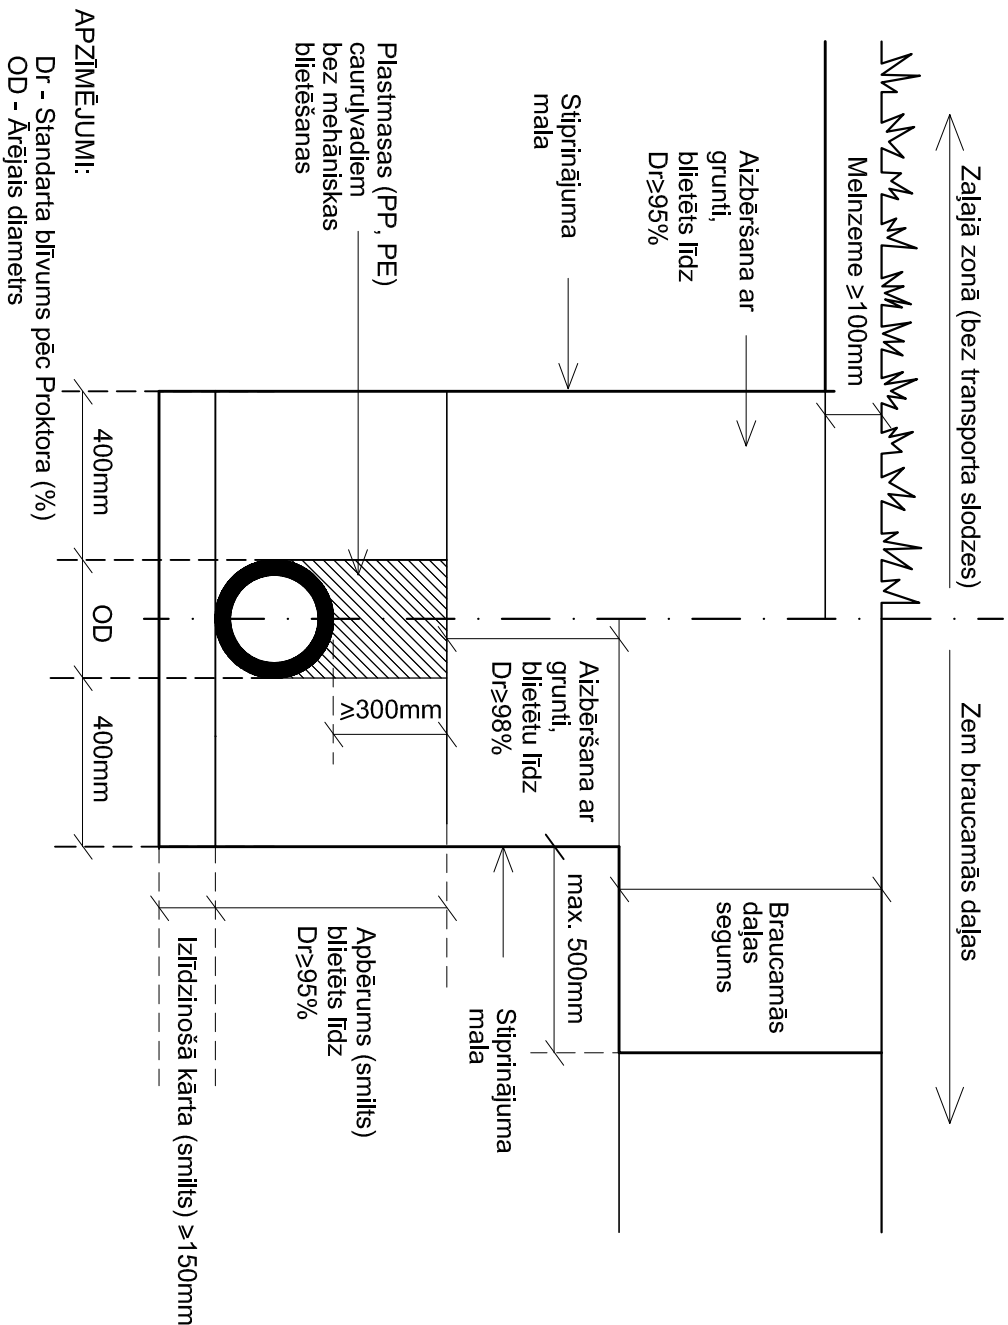 Zaļajā zonā (bez transporta slodzes)
Zem braucamās daļas
Melnzeme ≥100mm
Aizbēršana ar
grunti,
blietēts līdz
Dr≥95%
Braucamās
daļas
segums
Stiprinājuma
mala
Aizbēršana ar
grunti,
blietētu līdz
Dr≥98%
max. 500mm
Stiprinājuma
mala
Plastmasas (PP, PE)
cauruļvadiem
bez mehāniskas
blietēšanas
≥300mm
Apbērums (smilts)
blietēts līdz
Dr≥95%
Izlīdzinošā kārta (smilts) ≥150mm
400mm
OD
400mm
APZĪMĒJUMI:
Dr - Standarta blīvums pēc Proktora (%)
OD - Ārējais diametrs